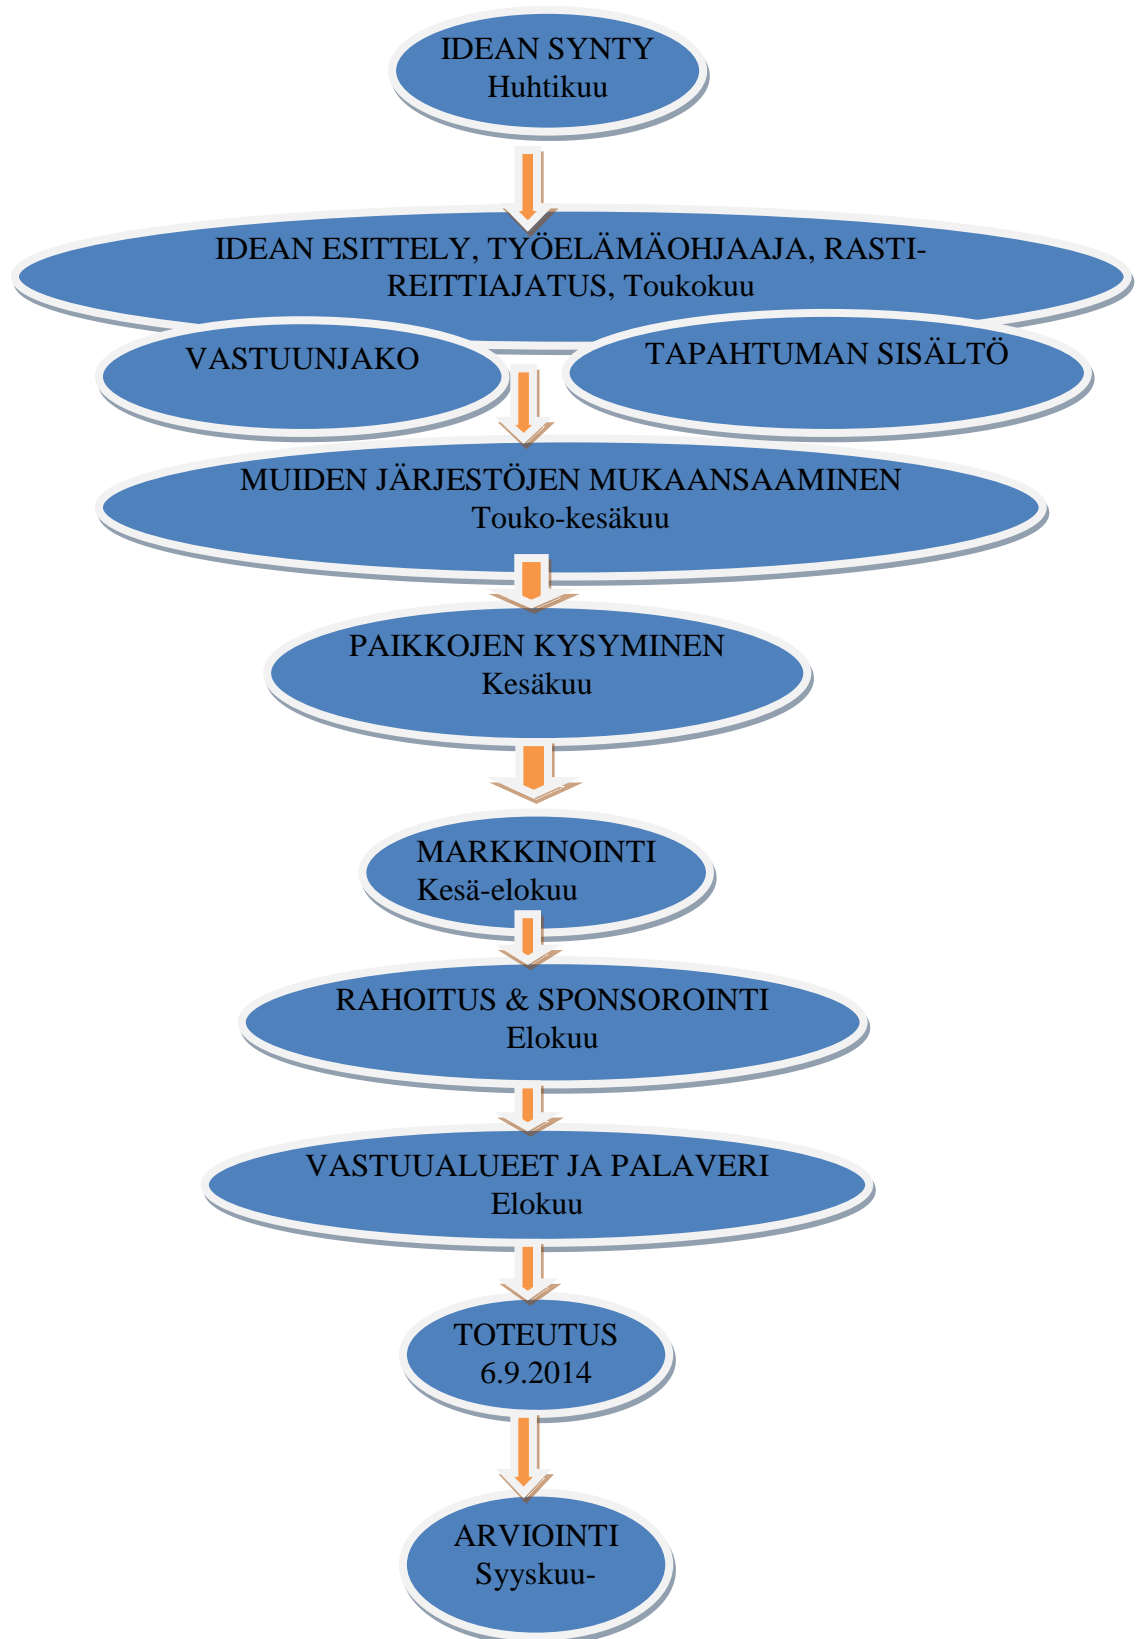 IDEAN SYNTY
Huhtikuu
IDEAN ESITTELY, TYÖELÄMÄOHJAAJA, RASTI-
REITTIAJATUS, Toukokuu
VASTUUNJAKO
TAPAHTUMAN SISÄLTÖ
MUIDEN JÄRJESTÖJEN MUKAANSAAMINEN
Touko-kesäkuu
PAIKKOJEN KYSYMINEN
Kesäkuu
MARKKINOINTI
Kesä-elokuu
RAHOITUS & SPONSOROINTI
Elokuu
VASTUUALUEET JA PALAVERI
Elokuu
TOTEUTUS
6.9.2014
ARVIOINTI
Syyskuu-